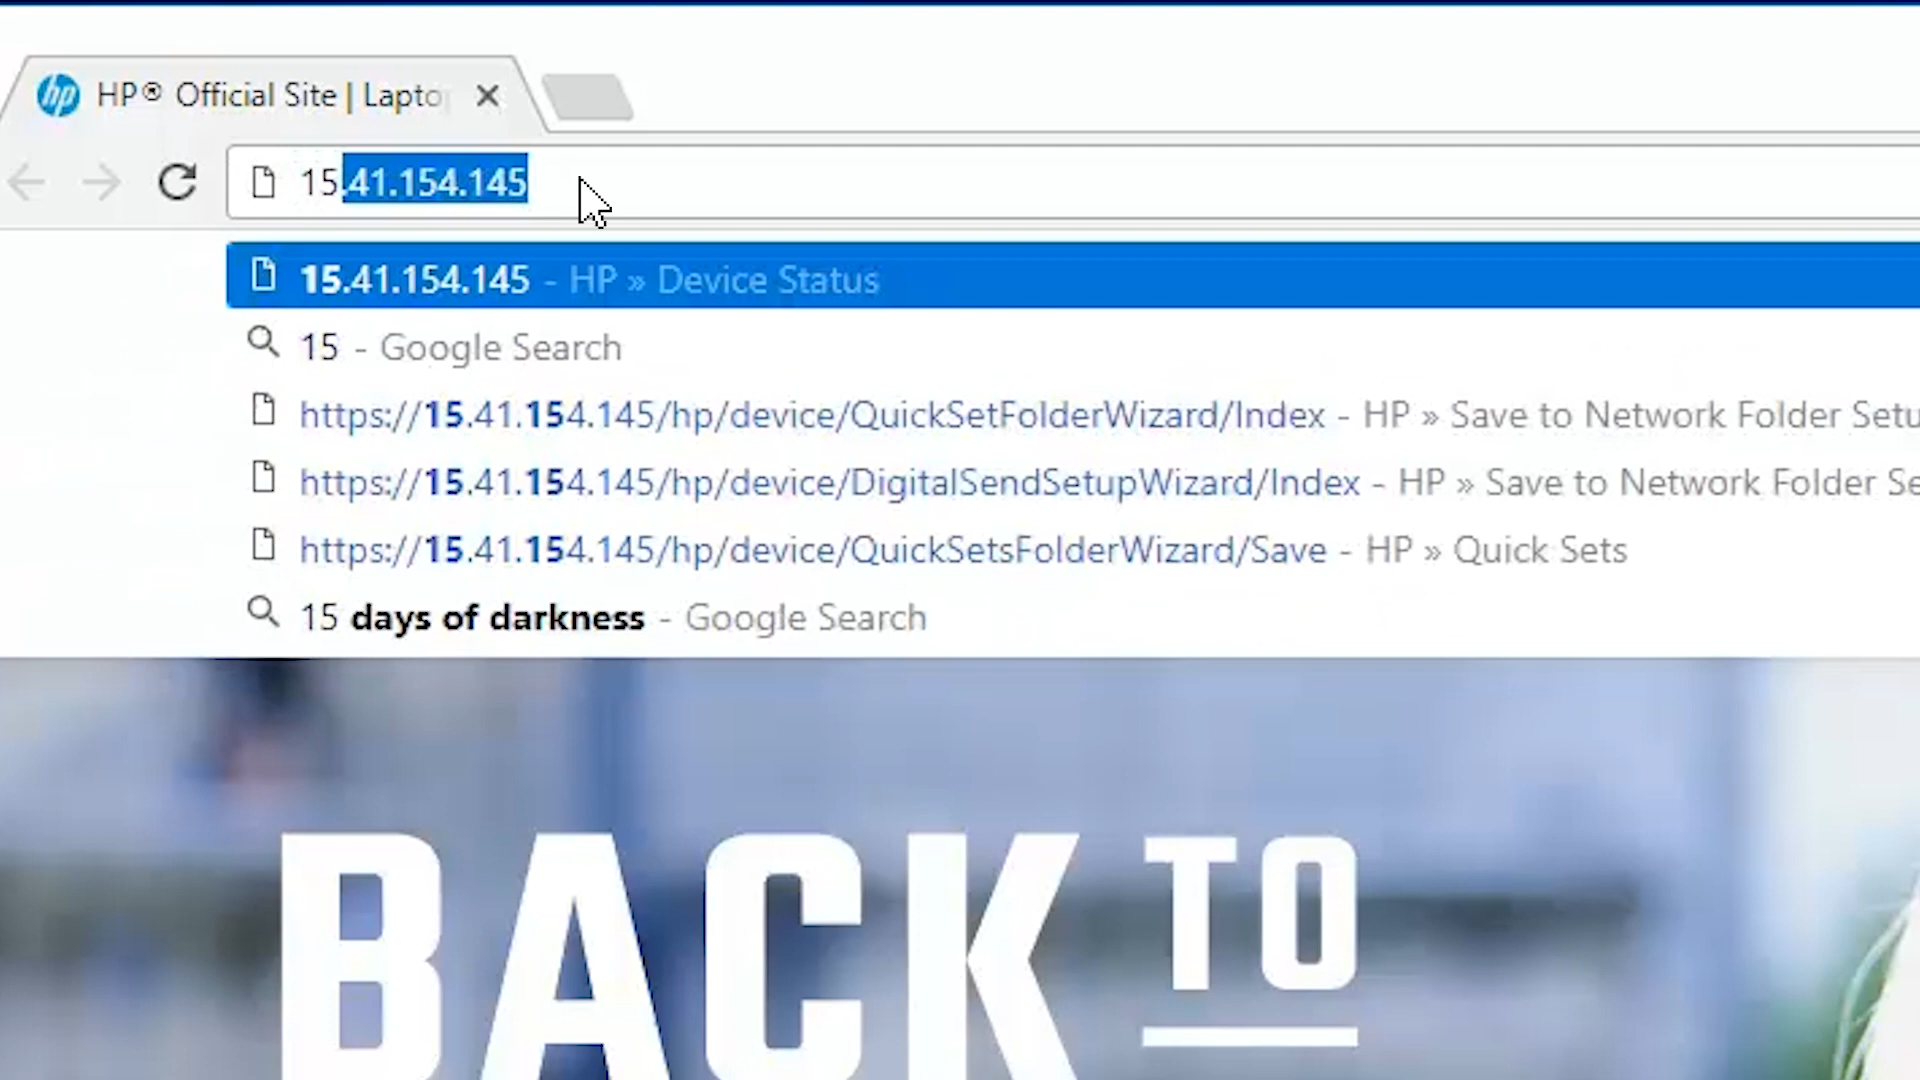 hp HP® Official Site | Lapto
15.41.154.145
15.41.154.145 - HP » Device Status
15 - Google Search
https://15.41.154.145/hp/device/QuickSetFolderWizard/Index - HP » Save to Network Folder Setu
https://15.41.154.145/hp/device/DigitalSendSetupWizard/Index - HP » Save to Network Folder Se
https://15.41.154.145/hp/device/QuickSetsFolderWizard/Save - HP » Quick Sets
15 days of darkness - Google Search
BACK TO